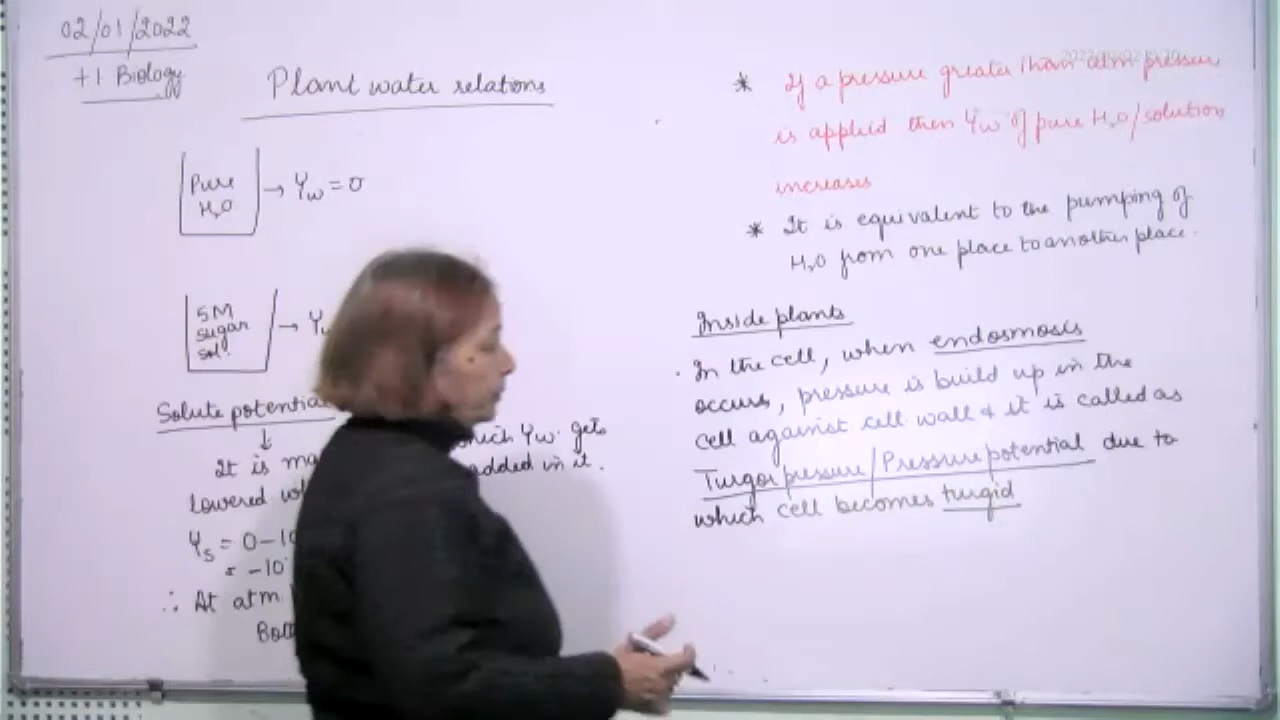 02/01/2022
+1 Biology
Plant water relations
Pure
H2O
→ Ψw = 0
5M
sugar
sol.
→ Ψ
Solute potential
↓
It is ma which Ψw gets
Lowered wh added in it.
Ψs = 0-10
= -10
∴ At atm
* If a pressure greater than atm pressure
is applied then Ψw of pure H2O/solution
increases
* It is equivalent to the pumping of
H2O from one place to another place.
Inside plants
. In the cell, when endosmosis
occurs, pressure is build up in the
cell against cell wall & it is called as
Turgor pressure/Pressure potential due to
which cell becomes turgid